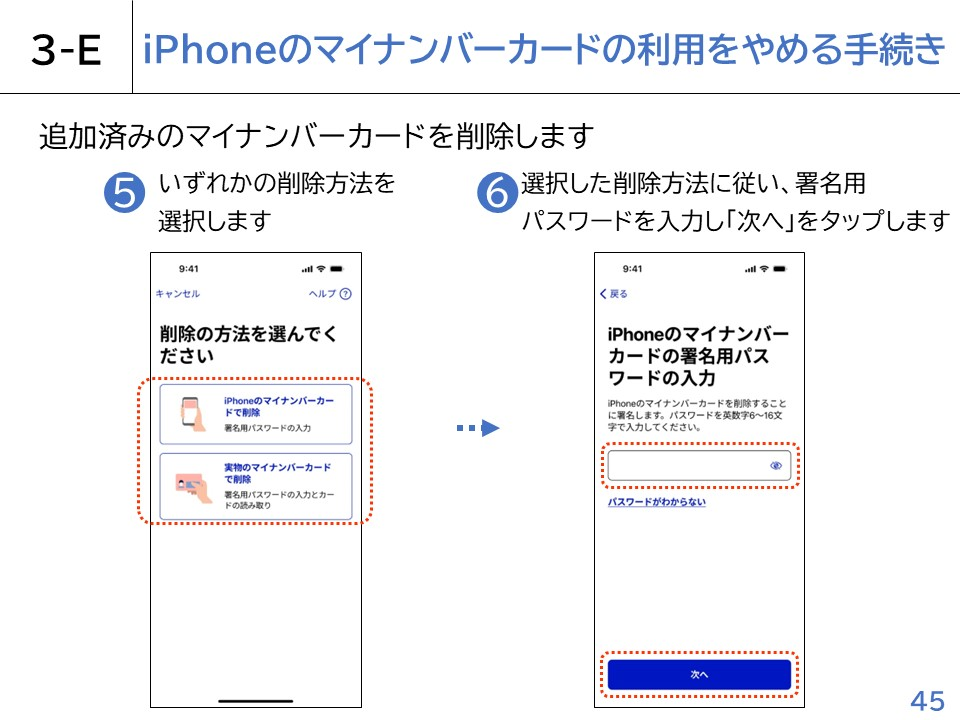 3-E
iPhoneのマイナンバーカードの利用をやめる手続き
追加済みのマイナンバーカードを削除します
5
いずれかの削除方法を
選択します
9:41
キャンセル
ヘルプ ?
削除の方法を選んでく
ださい
iPhoneのマイナンバーカー
ドで削除
署名用パスワードの入力
実物のマイナンバーカード
で削除
署名用パスワードの入力とカー
ドの読み取り
6
選択した削除方法に従い、署名用
パスワードを入力し「次へ」をタップします
9:41
戻る
iPhoneのマイナンバー
カードの署名用パス
ワードの入力
iPhoneのマイナンバーカードを削除すること
に署名します。パスワードを英数字6～16文
字で入力してください。
パスワードがわからない
次へ
45